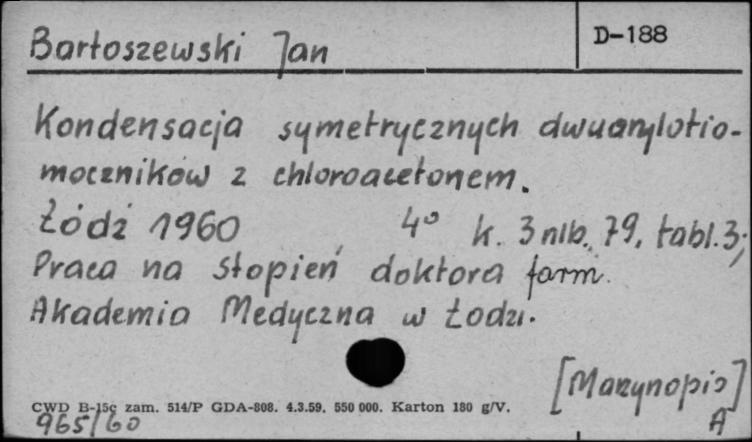 D-188
Bartoszewski Jan
Kondensacja symetrycznych dwuarylotio-
moczników z chloroacetonem.
Łódź 1960 4° k. 3 nlb., 79, tabl. 3;
Praca na stopień doktora farm.
Akademia Medyczna w Łodzi.
[Maszynopis]
CWD B-15c zam. 514/P GDA-808. 4.3.59. 550 000. Karton 180 g/V.
965/60
A